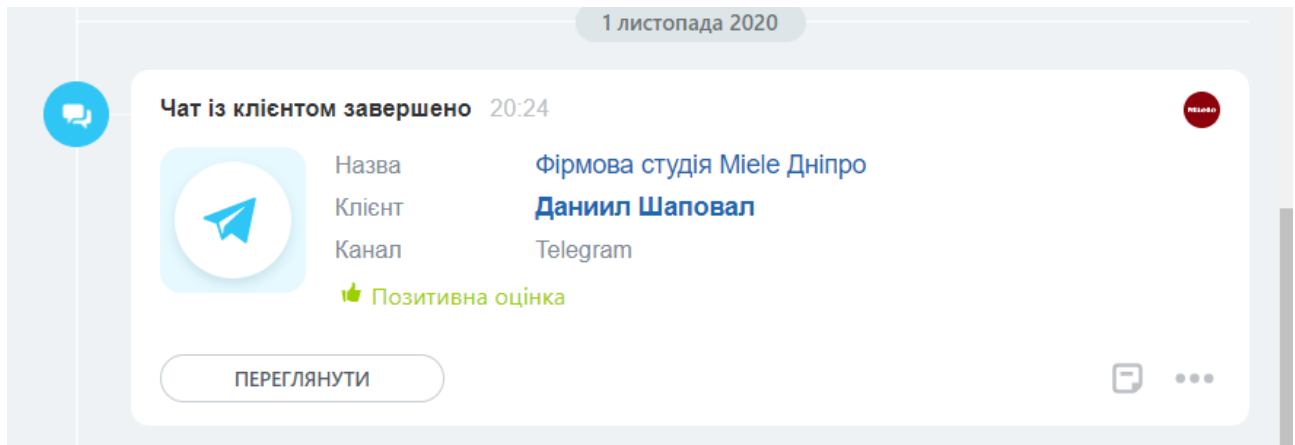 1 листопада 2020
Чат із клієнтом завершено 20:24
Miele
Назва Фірмова студія Miele Дніпро
Клієнт Даниил Шаповал
Канал Telegram
Позитивна оцінка
ПЕРЕГЛЯНУТИ